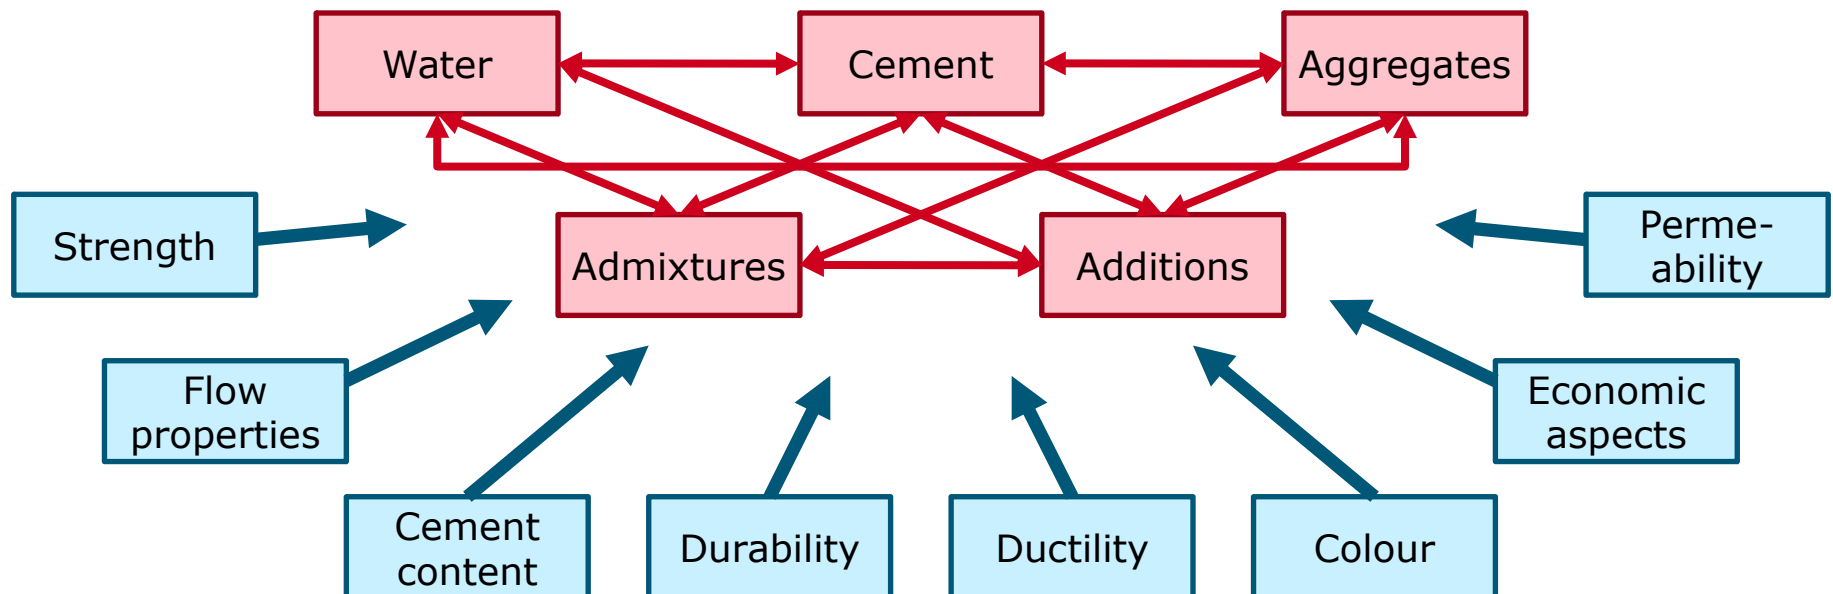 Water
Cement
Aggregates
Strength
Admixtures
Additions
Perme-
ability
Flow
properties
Economic
aspects
Cement
content
Durability
Ductility
Colour